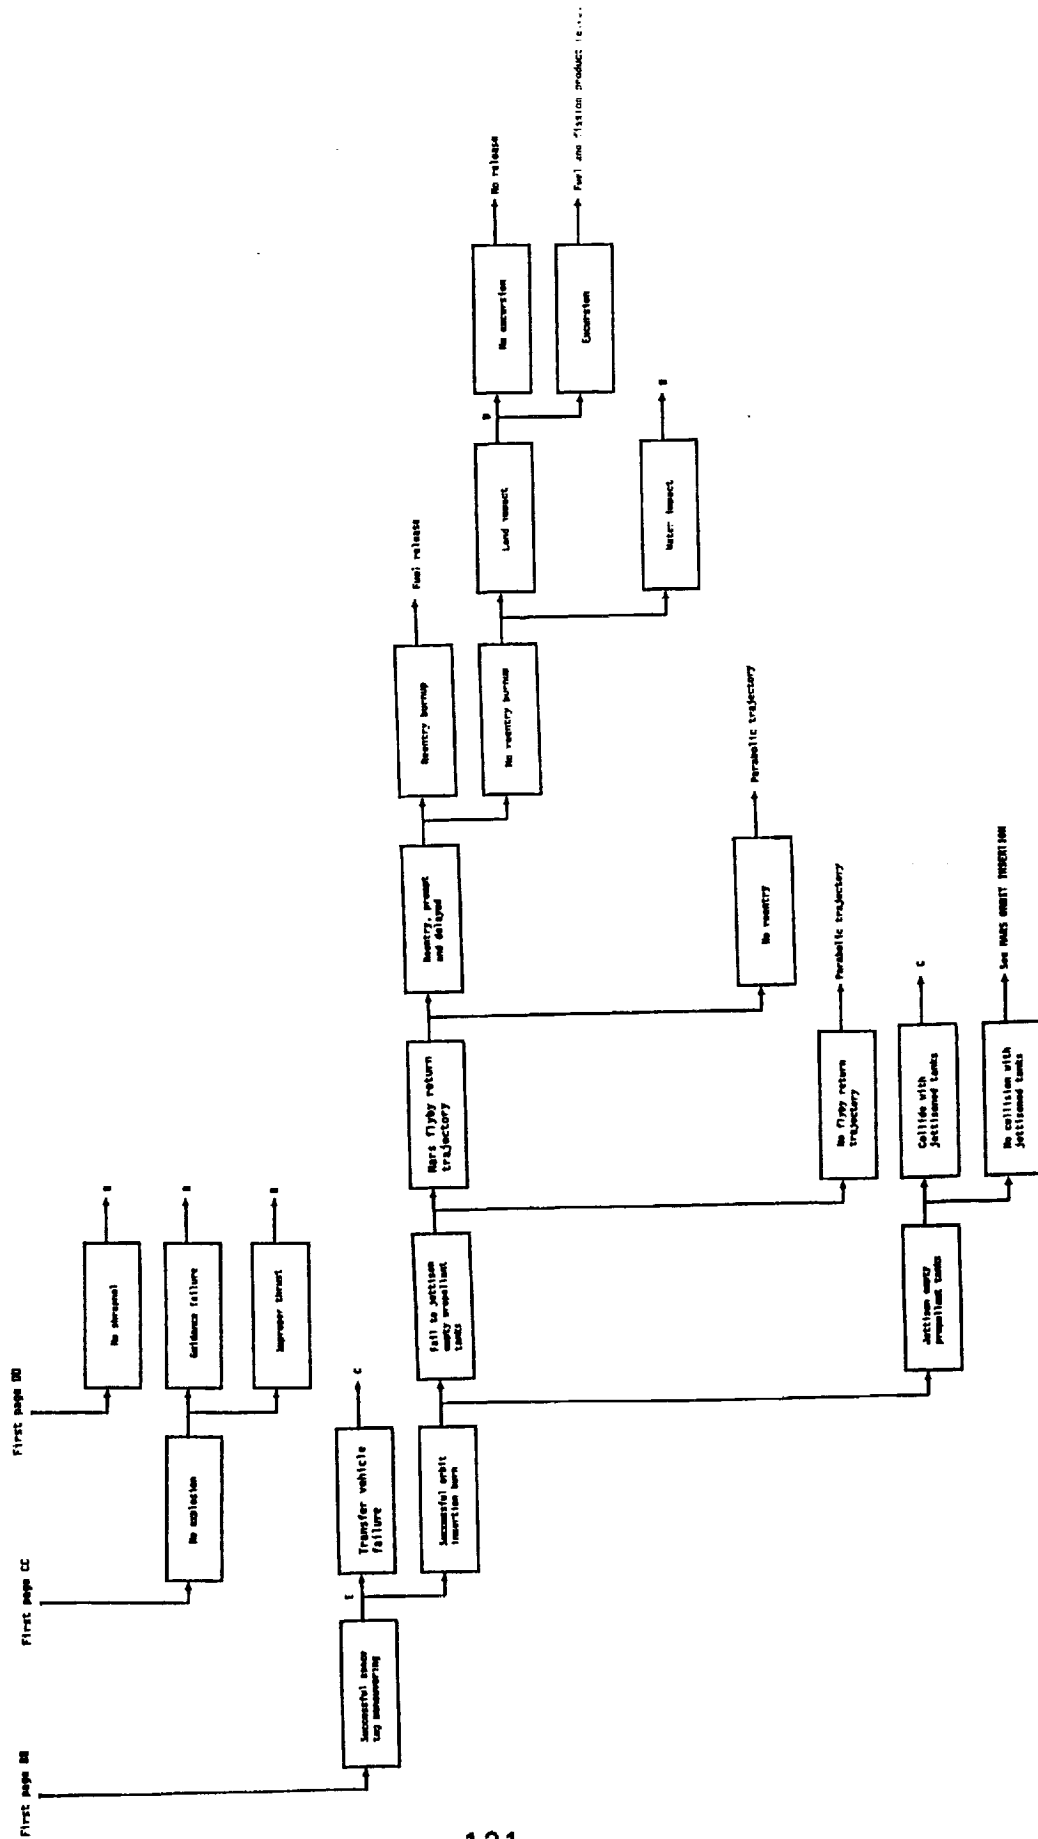 First page DD
No shrapnel
First page CC
No explosion
Guidance failure
Improper thrust
First page BB
Successful space
tug maneuvering
E
Transfer vehicle
failure
C
Successful orbit
insertion burn
Fail to jettison
empty propellant
tanks
Mars flyby return
trajectory
Reentry, prompt
and delayed
Reentry burnup
Fuel release
No reentry burnup
Land impact
D
No excursion
No release
Excursion
Fuel and fission product
Water impact
No reentry
Parabolic trajectory
No flyby return
trajectory
Parabolic trajectory
Jettison empty
propellant tanks
Collide with
jettisoned tanks
C
No collision with
jettisoned tanks
See MARS ORBIT INSERTION